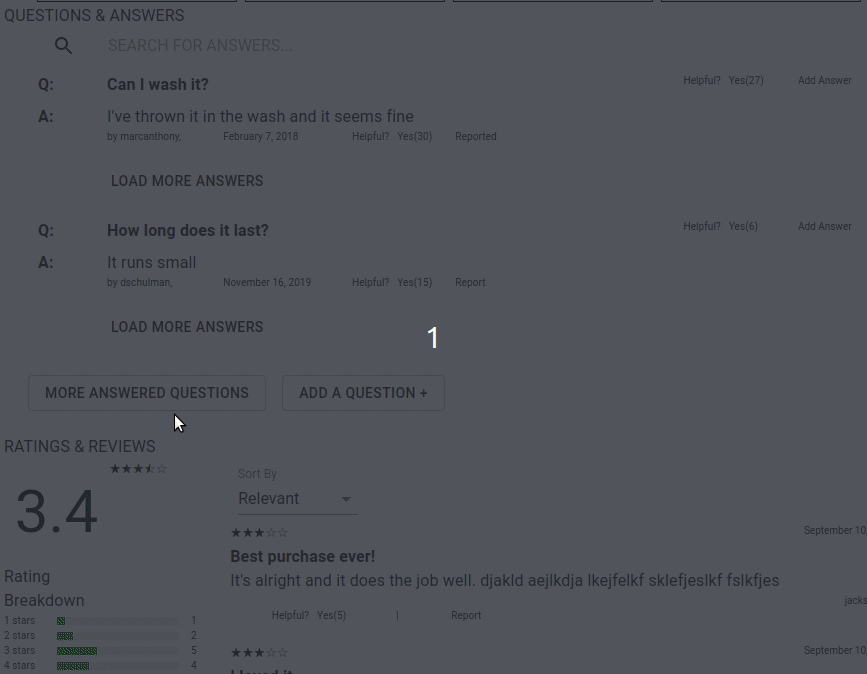 QUESTIONS & ANSWERS
SEARCH FOR ANSWERS...
Q: Can I wash it? Helpful? Yes(27) Add Answer
A: I've thrown it in the wash and it seems fine
by marcanthony, February 7, 2018 Helpful? Yes(30) Reported
LOAD MORE ANSWERS
Q: How long does it last? Helpful? Yes(6) Add Answer
A: It runs small
by dschulman, November 16, 2019 Helpful? Yes(15) Report
LOAD MORE ANSWERS
1
MORE ANSWERED QUESTIONS ADD A QUESTION +
RATINGS & REVIEWS
3.4
Sort By
Relevant
September 10,
Best purchase ever!
It's alright and it does the job well. djakld aejlkdja lkejfelkf sklefjeslkf fslkfjes
jacks
Helpful? Yes(5) | Report
Rating
Breakdown
1 stars 1
2 stars 2
3 stars 5
4 stars 4
September 10,